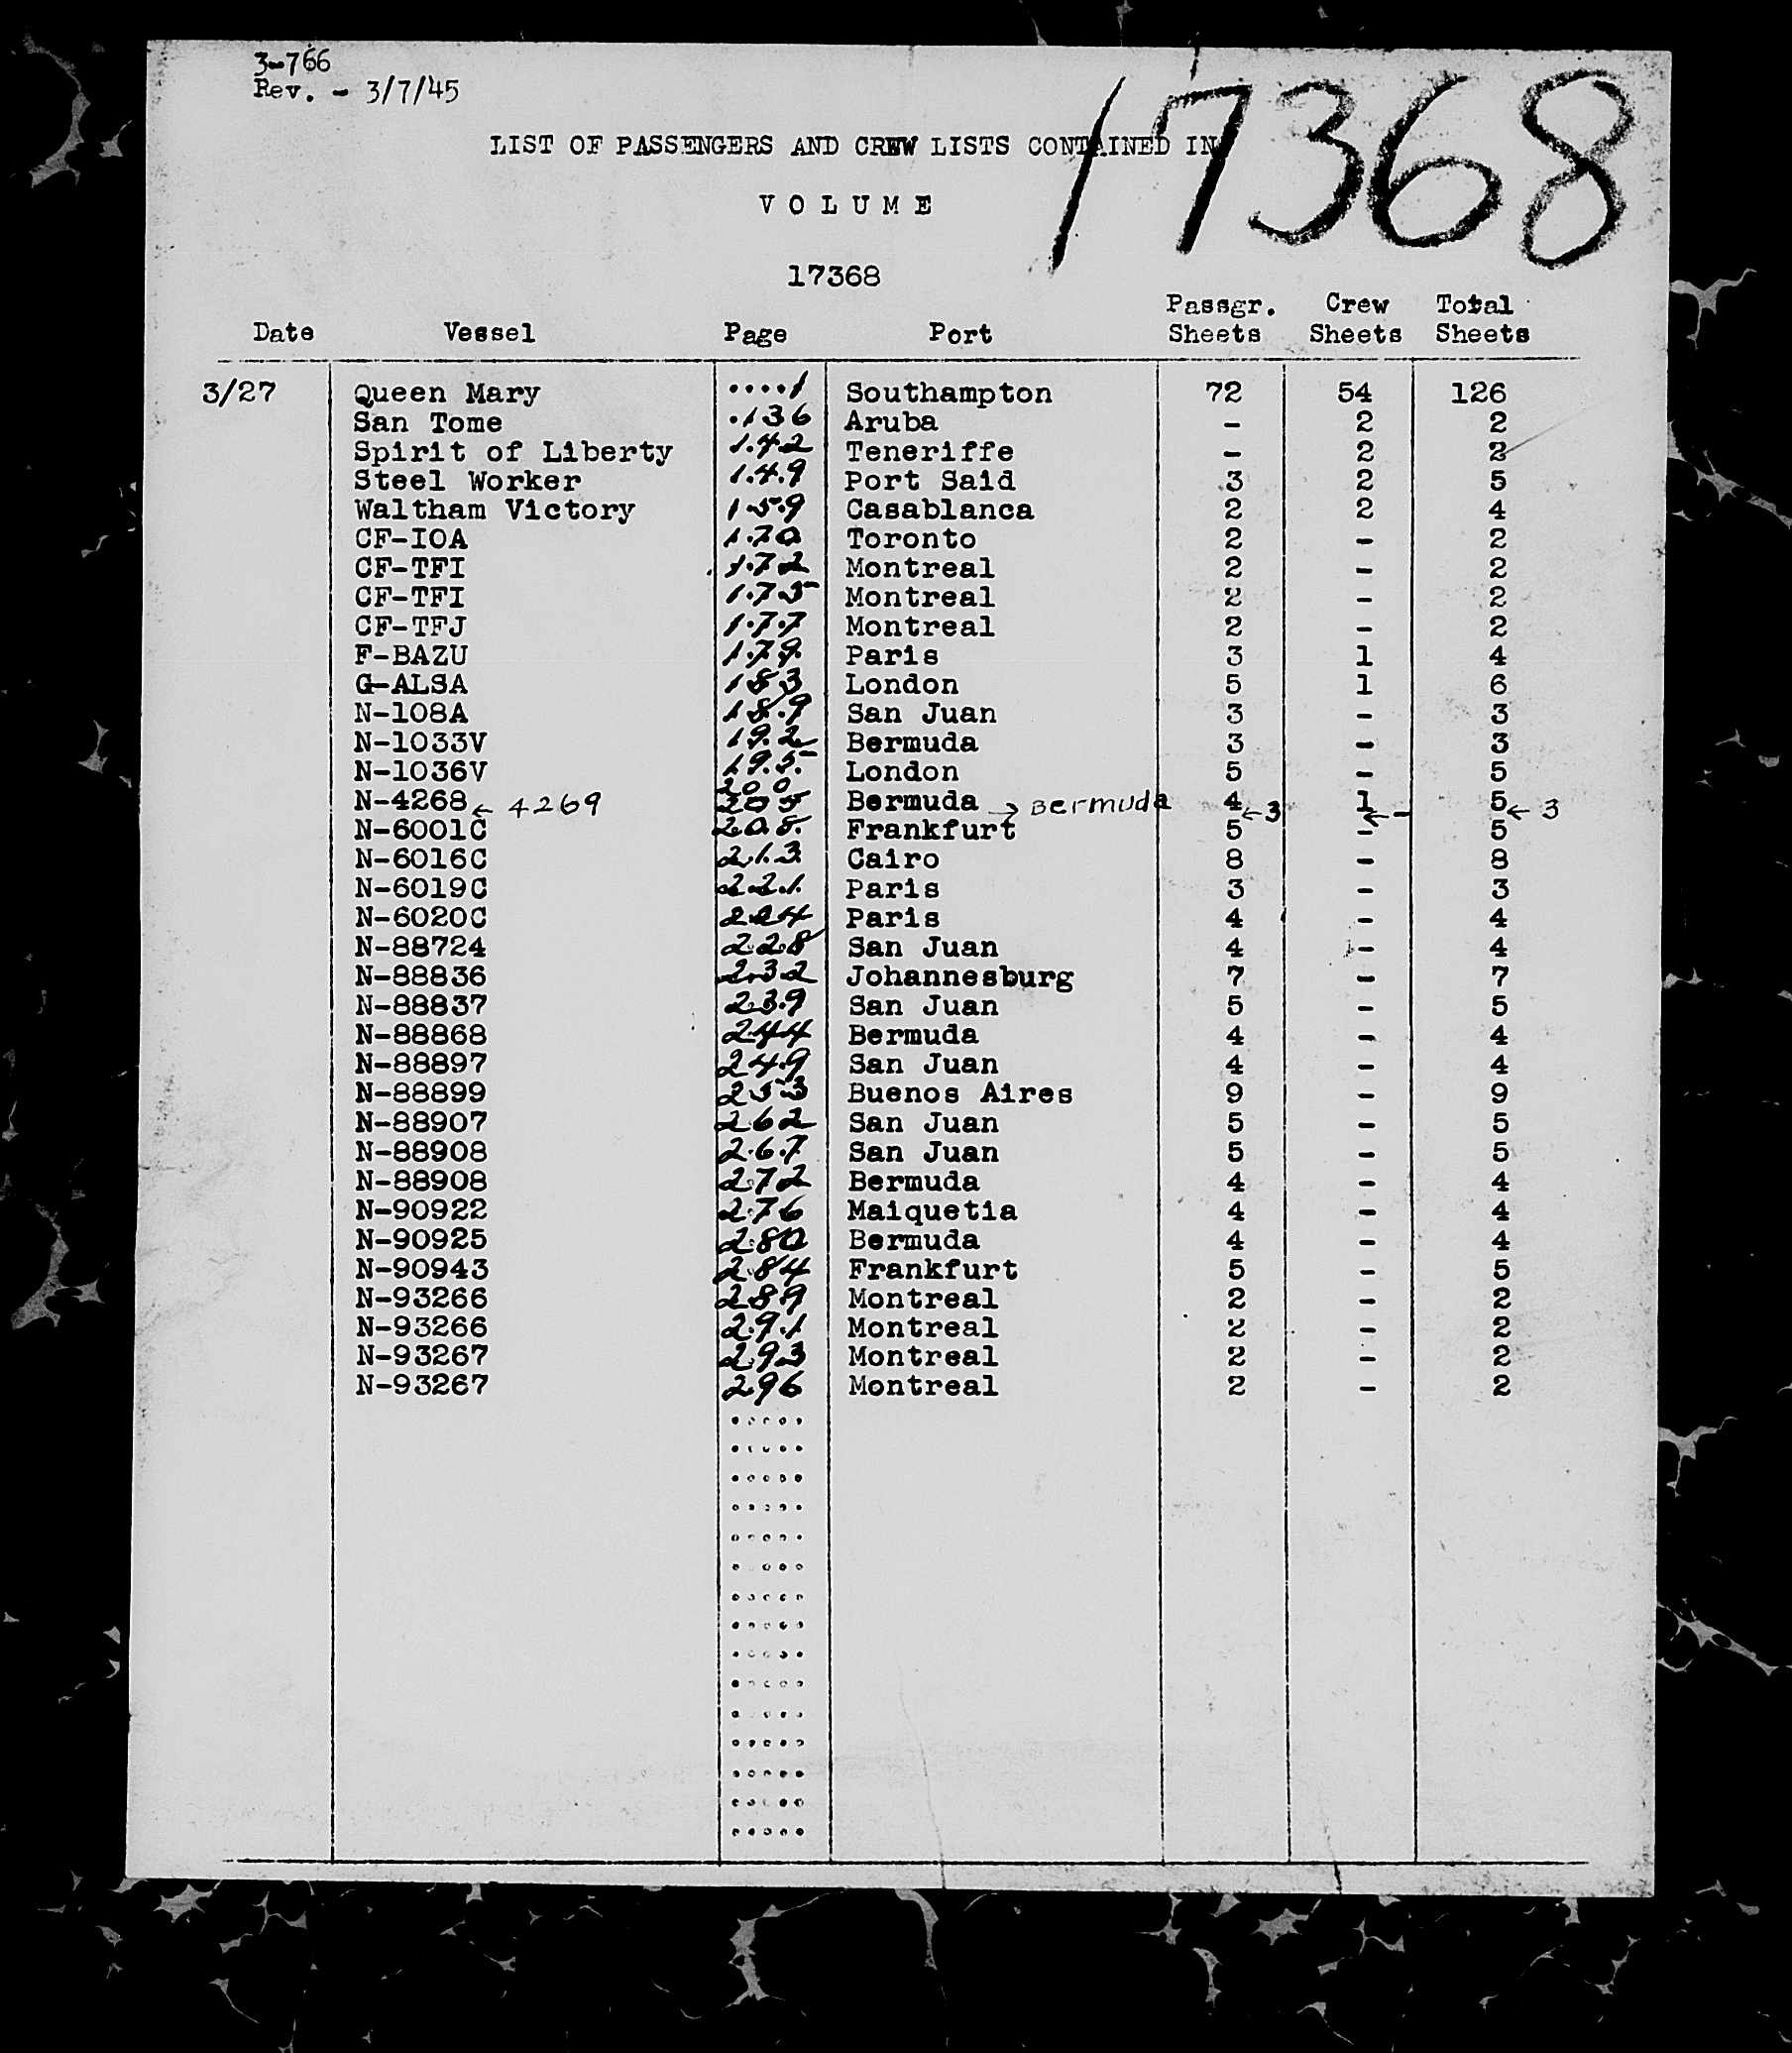 3-766
Rev. - 3/7/45
17368
LIST OF PASSENGERS AND CREW LISTS CONTAINED IN
VOLUME
17368
Date Vessel Page Port Passgr. Sheets Crew Sheets Total Sheets
3/27 Queen Mary ....1 Southampton 72 54 126
San Tome .136 Aruba - 2 2
Spirit of Liberty 142 Teneriffe - 2 2
Steel Worker 149 Port Said 3 2 5
Waltham Victory 159 Casablanca 2 2 4
CF-IOA 170 Toronto 2 - 2
CF-TFI 172 Montreal 2 - 2
CF-TFI 175 Montreal 2 - 2
CF-TFJ 177 Montreal 2 - 2
F-BAZU 179 Paris 3 1 4
G-ALSA 183 London 5 1 6
N-108A 189 San Juan 3 - 3
N-1033V 192 Bermuda 3 - 3
N-1036V 195 London 5 - 5
200
N-4268 ← 4269 205 Bermuda → Bermuda 4 ← 3 1 ← - 5 ← 3
N-6001C 208 Frankfurt 5 - 5
N-6016C 213 Cairo 8 - 8
N-6019C 221 Paris 3 - 3
N-6020C 224 Paris 4 - 4
N-88724 228 San Juan 4 - 4
N-88836 232 Johannesburg 7 - 7
N-88837 239 San Juan 5 - 5
N-88868 244 Bermuda 4 - 4
N-88897 249 San Juan 4 - 4
N-88899 253 Buenos Aires 9 - 9
N-88907 262 San Juan 5 - 5
N-88908 267 San Juan 5 - 5
N-88908 272 Bermuda 4 - 4
N-90922 276 Maiquetia 4 - 4
N-90925 280 Bermuda 4 - 4
N-90943 284 Frankfurt 5 - 5
N-93266 289 Montreal 2 - 2
N-93266 291 Montreal 2 - 2
N-93267 293 Montreal 2 - 2
N-93267 296 Montreal 2 - 2